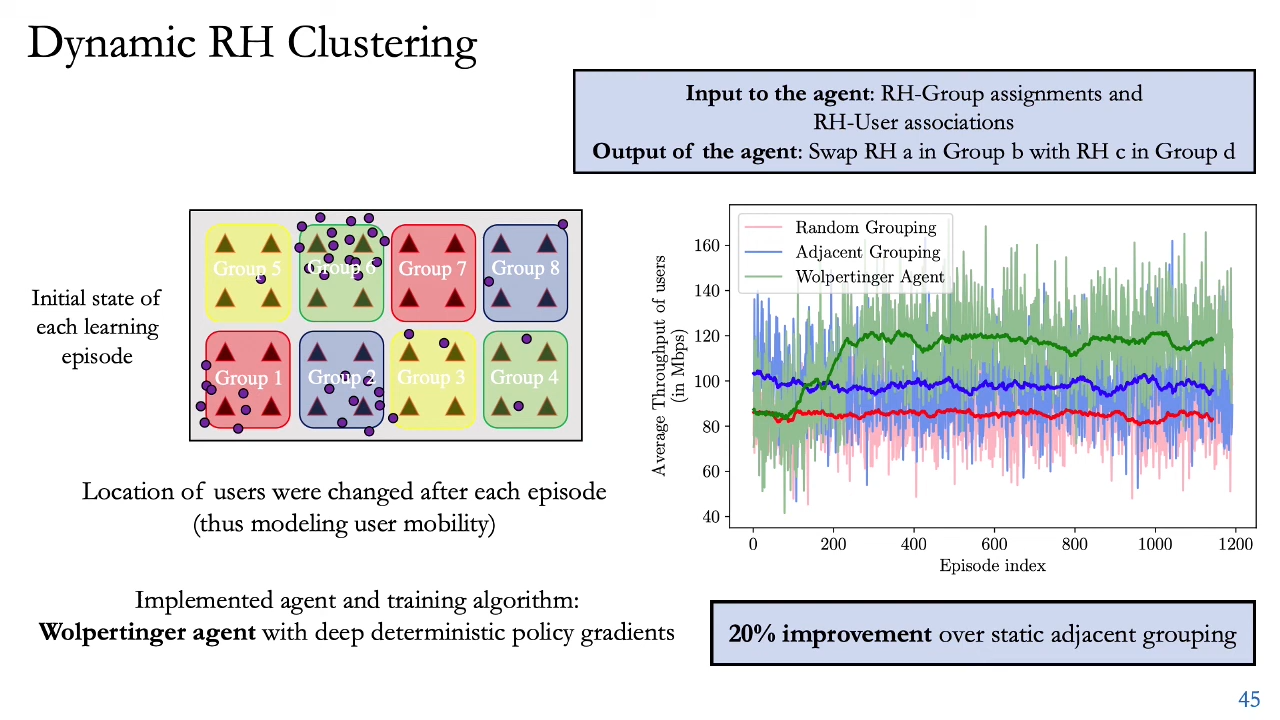 Dynamic RH Clustering
Input to the agent: RH-Group assignments and
RH-User associations
Output of the agent: Swap RH a in Group b with RH c in Group d
Initial state of
each learning
episode
Group 5
Group 6
Group 7
Group 8
Group 1
Group 2
Group 3
Group 4
Location of users were changed after each episode
(thus modeling user mobility)
Implemented agent and training algorithm:
Wolpertinger agent with deep deterministic policy gradients
Average Throughput of users
(in Mbps)
160
140
120
100
80
60
40
Random Grouping
Adjacent Grouping
Wolpertinger Agent
0
200
400
600
800
1000
1200
Episode index
20% improvement over static adjacent grouping
45